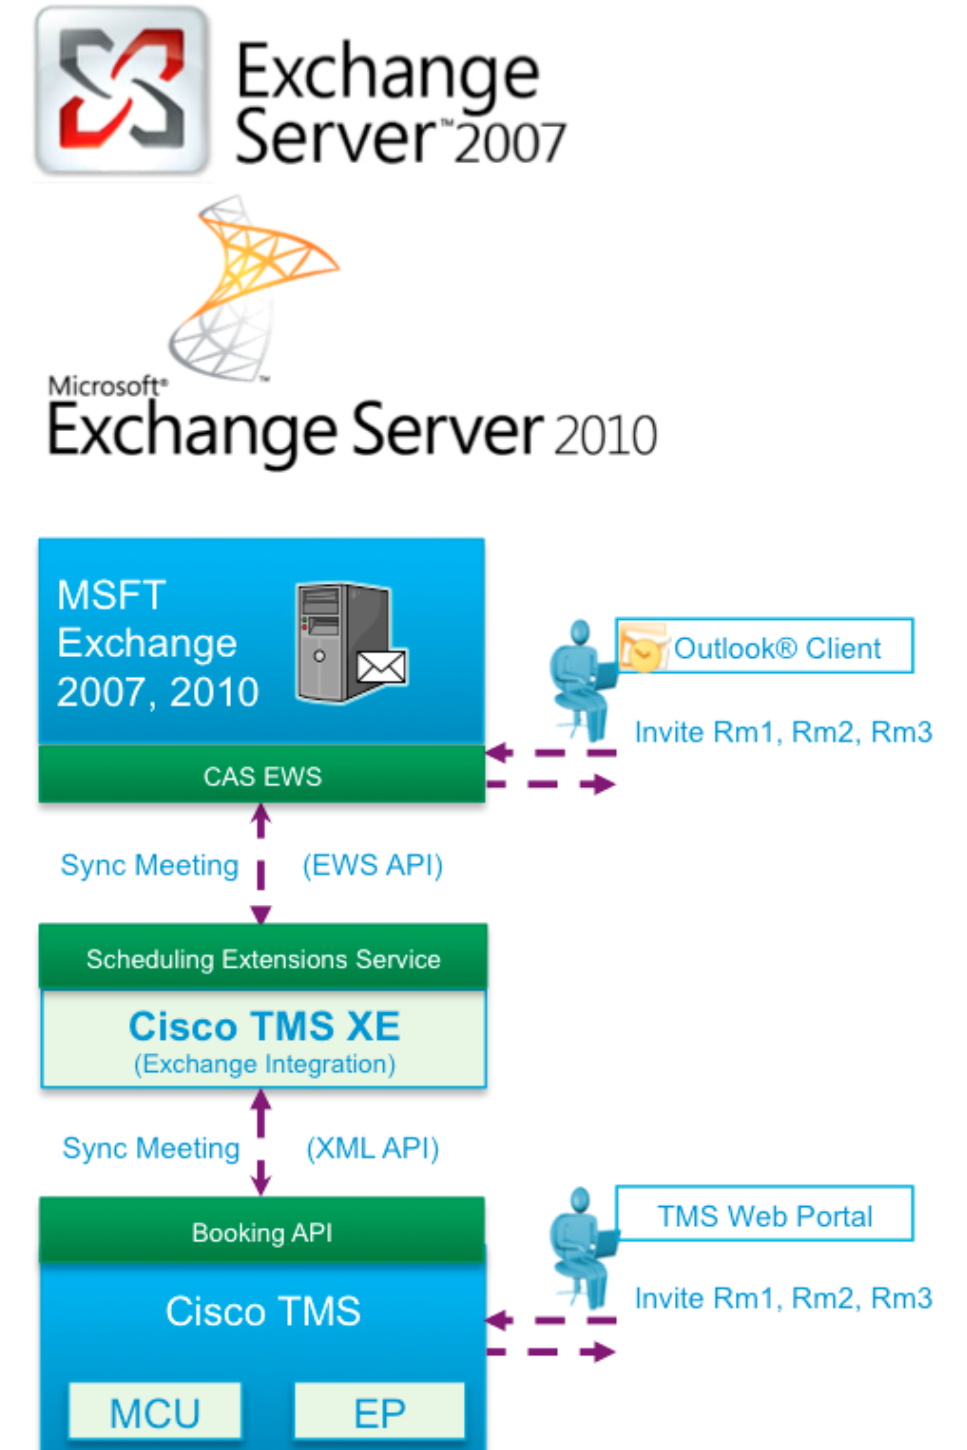 Exchange
Server™2007
Microsoft®
Exchange Server 2010
™
MSFT
Exchange
2007, 2010
CAS EWS
Outlook® Client
Invite Rm1, Rm2, Rm3
Sync Meeting (EWS API)
Scheduling Extensions Service
Cisco TMS XE
(Exchange Integration)
Sync Meeting (XML API)
Booking API
Cisco TMS
MCU EP
TMS Web Portal
Invite Rm1, Rm2, Rm3